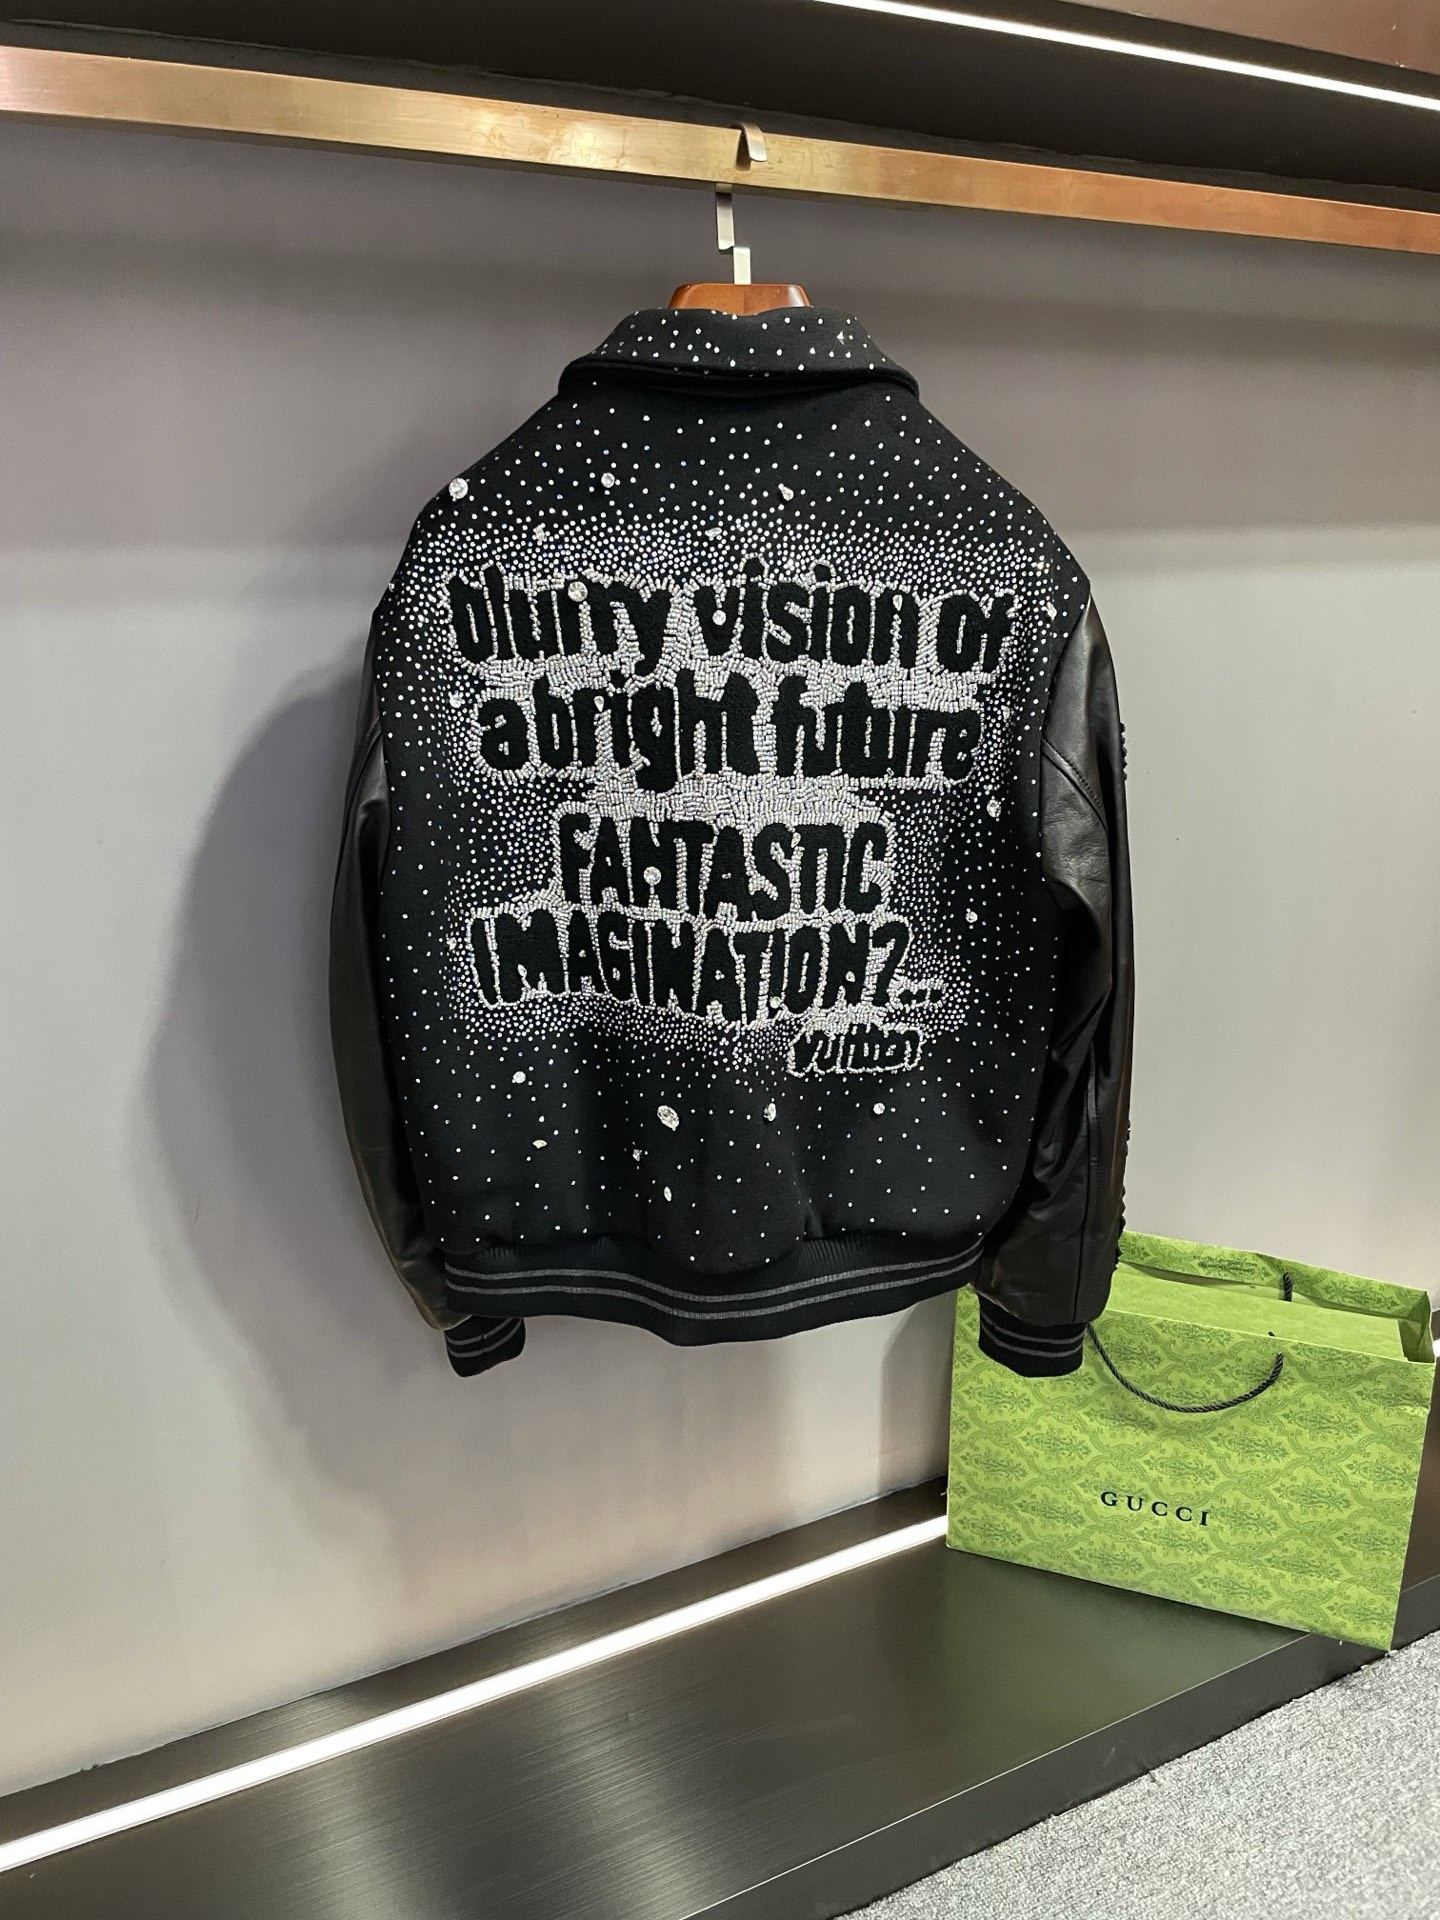 blurry vision of
a bright future
FANTASTIC
IMAGINATION?...
vuitton
GUCCI